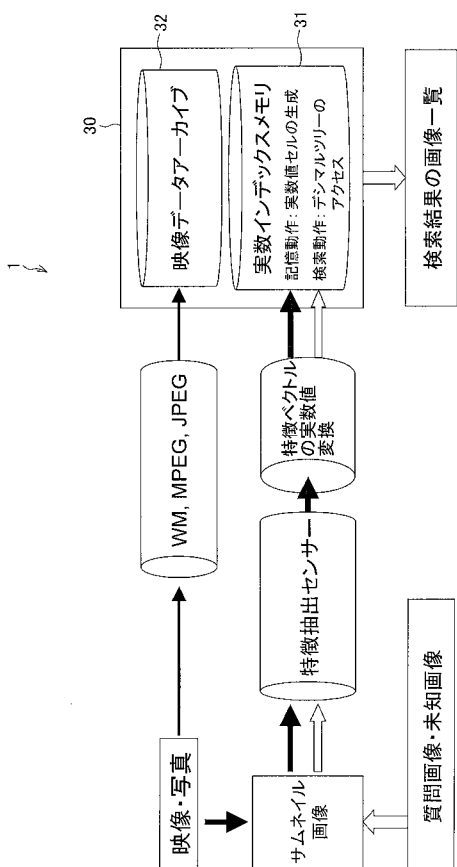 1
30
32
映像・写真
WM, MPEG, JPEG
映像データアーカイブ
31
サムネイル
画像
特徴抽出センサー
特徴ベクトル
の実数値
変換
実数インデックスメモリ
記憶動作:実数値セルの生成
検索動作:デシマルツリーの
アクセス
質問画像・未知画像
検索結果の画像一覧